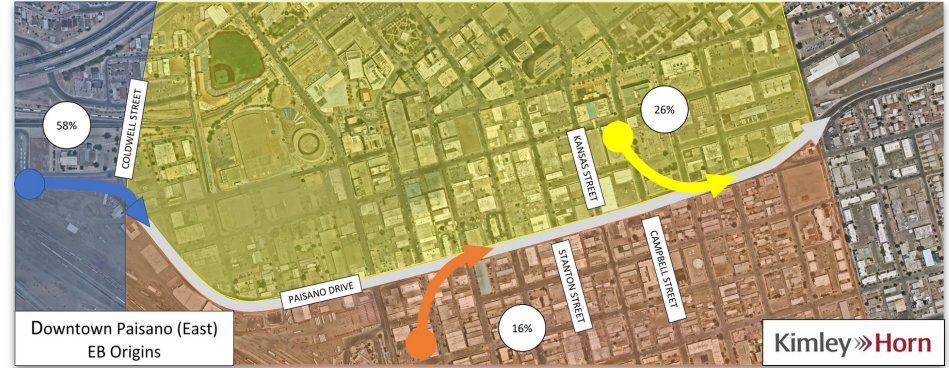 58%
COLDWELL STREET
26%
KANSAS STREET
PAISANO DRIVE
STANTON STREET
CAMPBELL STREET
16%
Downtown Paisano (East)
EB Origins
Kimley»Horn